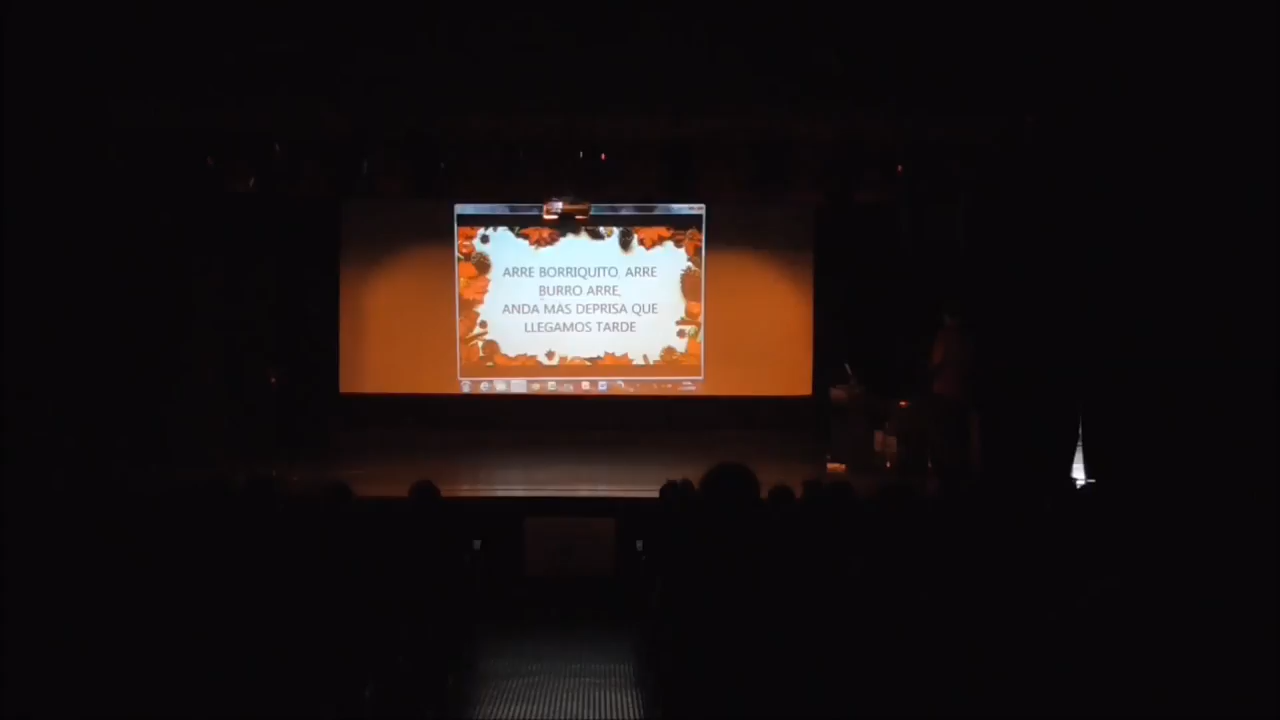 ARRE BORRIQUITO, ARRE
BURRO ARRE,
ANDA MÁS DEPRISA QUE
LLEGAMOS TARDE